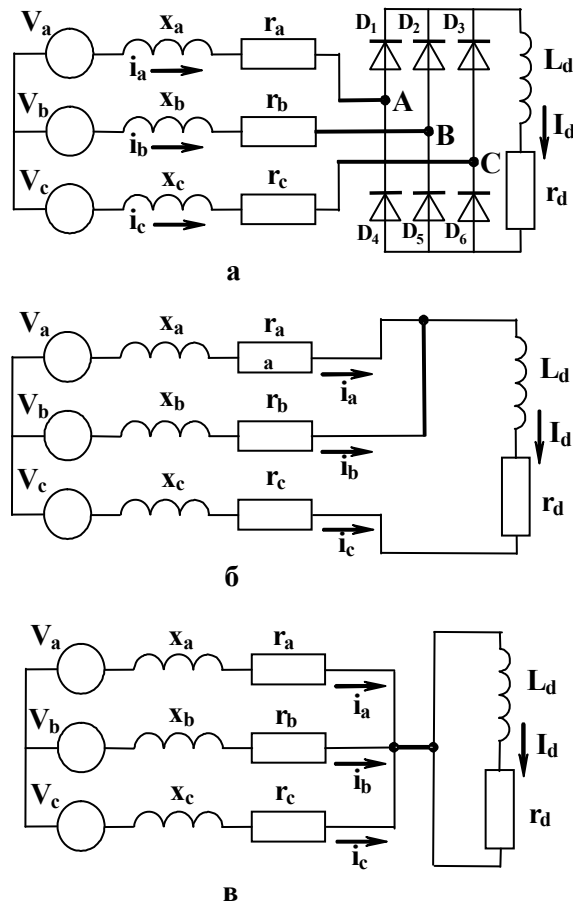 Va
xa
ra
ia
D1
D2
D3
Ld
A
Vb
xb
rb
ib
B
Id
Vc
xc
rc
ic
C
rd
D4
D5
D6
а
Va
xa
ra
a
ia
Ld
Vb
xb
rb
ib
Id
Vc
xc
rc
ic
rd
б
Va
xa
ra
ia
Ld
Vb
xb
rb
ib
Id
Vc
xc
rc
ic
rd
в